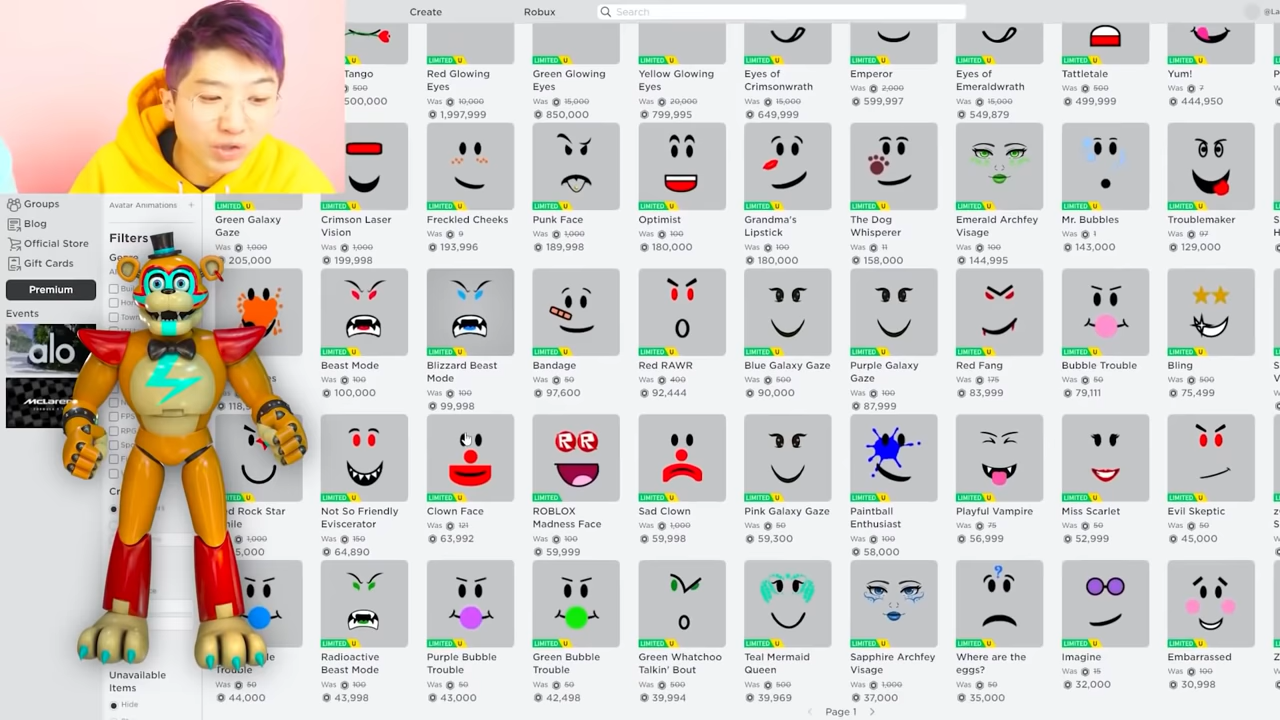 Create
Robux
Search
@La
Tango
Red Glowing Eyes
Green Glowing Eyes
Yellow Glowing Eyes
Eyes of Crimsonwrath
Emperor
Eyes of Emeraldwrath
Tattletale
Yum!
500
Was 10,000
Was 15,000
Was 20,000
Was 15,000
Was 2,000
Was 15,000
Was 500
Was 7
500,000
1,997,999
850,000
799,995
649,999
599,997
549,879
499,999
444,950
Groups
Blog
Official Store
Gift Cards
Premium
Events
alo
McLaren
Avatar Animations +
Filters
Green Galaxy Gaze
Crimson Laser Vision
Freckled Cheeks
Punk Face
Optimist
Grandma's Lipstick
The Dog Whisperer
Emerald Archfey Visage
Mr. Bubbles
Troublemaker
Was 1,000
Was 1,000
Was 9
Was 1,000
Was 100
Was 100
Was 11
Was 100
Was 1
Was 97
205,000
199,998
193,996
189,998
180,000
180,000
158,000
144,995
143,000
129,000
Beast Mode
Blizzard Beast Mode
Bandage
Red RAWR
Blue Galaxy Gaze
Purple Galaxy Gaze
Red Fang
Bubble Trouble
Bling
Was 100
Was 100
Was 50
Was 400
Was 500
Was 100
Was 175
Was 50
Was 500
100,000
99,998
97,600
92,444
90,000
87,999
83,999
79,111
75,499
Rock Star
Not So Friendly Eviscerator
Clown Face
ROBLOX Madness Face
Sad Clown
Pink Galaxy Gaze
Paintball Enthusiast
Playful Vampire
Miss Scarlet
Evil Skeptic
Was 150
Was 121
Was 100
Was 1,000
Was 50
Was 100
Was 75
Was 50
Was 50
64,890
63,992
59,999
59,998
59,300
58,000
56,999
52,999
45,000
Trouble
Radioactive Beast Mode
Purple Bubble Trouble
Green Bubble Trouble
Green Whatchoo Talkin' Bout
Teal Mermaid Queen
Sapphire Archfey Visage
Where are the eggs?
Imagine
Embarrassed
Was 50
Was 100
Was 50
Was 50
Was 500
Was 500
Was 1,000
Was 50
Was 15
Was 100
44,000
43,998
43,000
42,498
39,994
39,969
37,000
35,000
32,000
30,998
Unavailable Items
Hide
Page 1
LIMITED U